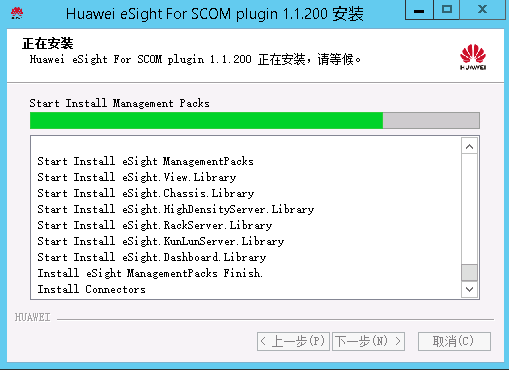 Huawei eSight For SCOM plugin 1.1.200 安装
正在安装
Huawei eSight For SCOM plugin 1.1.200 正在安装，请等候。
HUAWEI
Start Install Management Packs
Start Install eSight ManagementPacks
Start Install eSight.View.Library
Start Install eSight.Chassis.Library
Start Install eSight.HighDensityServer.Library
Start Install eSight.RackServer.Library
Start Install eSight.KunLunServer.Library
Start Install eSight.Dashboard.Library
Install eSight ManagementPacks Finish.
Install Connectors
HUAWEI
< 上一步(P) 下一步(N) > 取消(C)